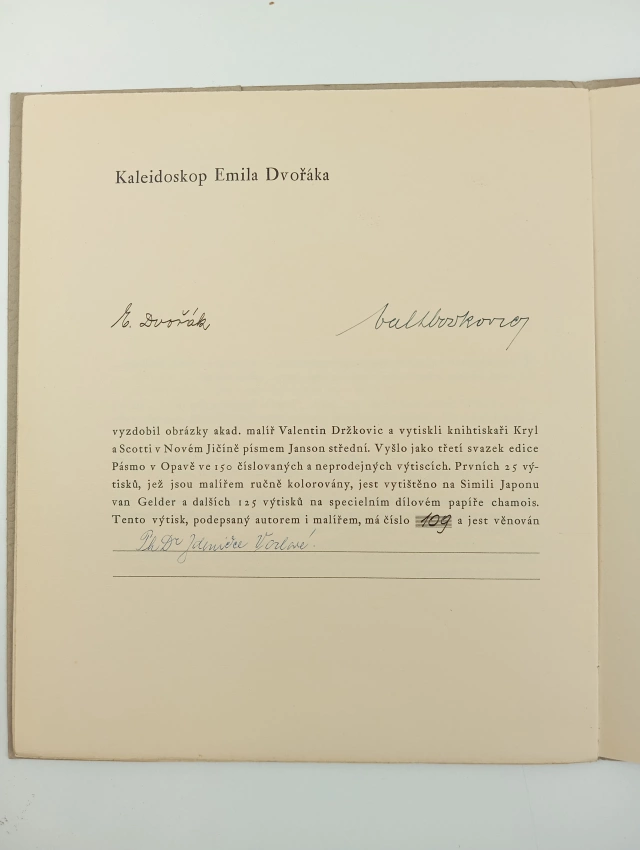 Kaleidoskop Emila Dvořáka
E. Dvořák
vyzdobil obrázky akad. malíř Valentin Držkovic a vytiskli knihtiskaři Kryl
a Scotti v Novém Jičíně písmem Janson střední. Vyšlo jako třetí svazek edice
Pásmo v Opavě ve 150 číslovaných a neprodejných výtiscích. Prvních 25 vý-
tisků, jež jsou malířem ručně kolorovány, jest vytištěno na Simili Japonu
van Gelder a dalších 125 výtisků na specielním dílovém papíře chamois.
Tento výtisk, podepsaný autorem i malířem, má číslo 109 a jest věnován
PhDr Zdeničce